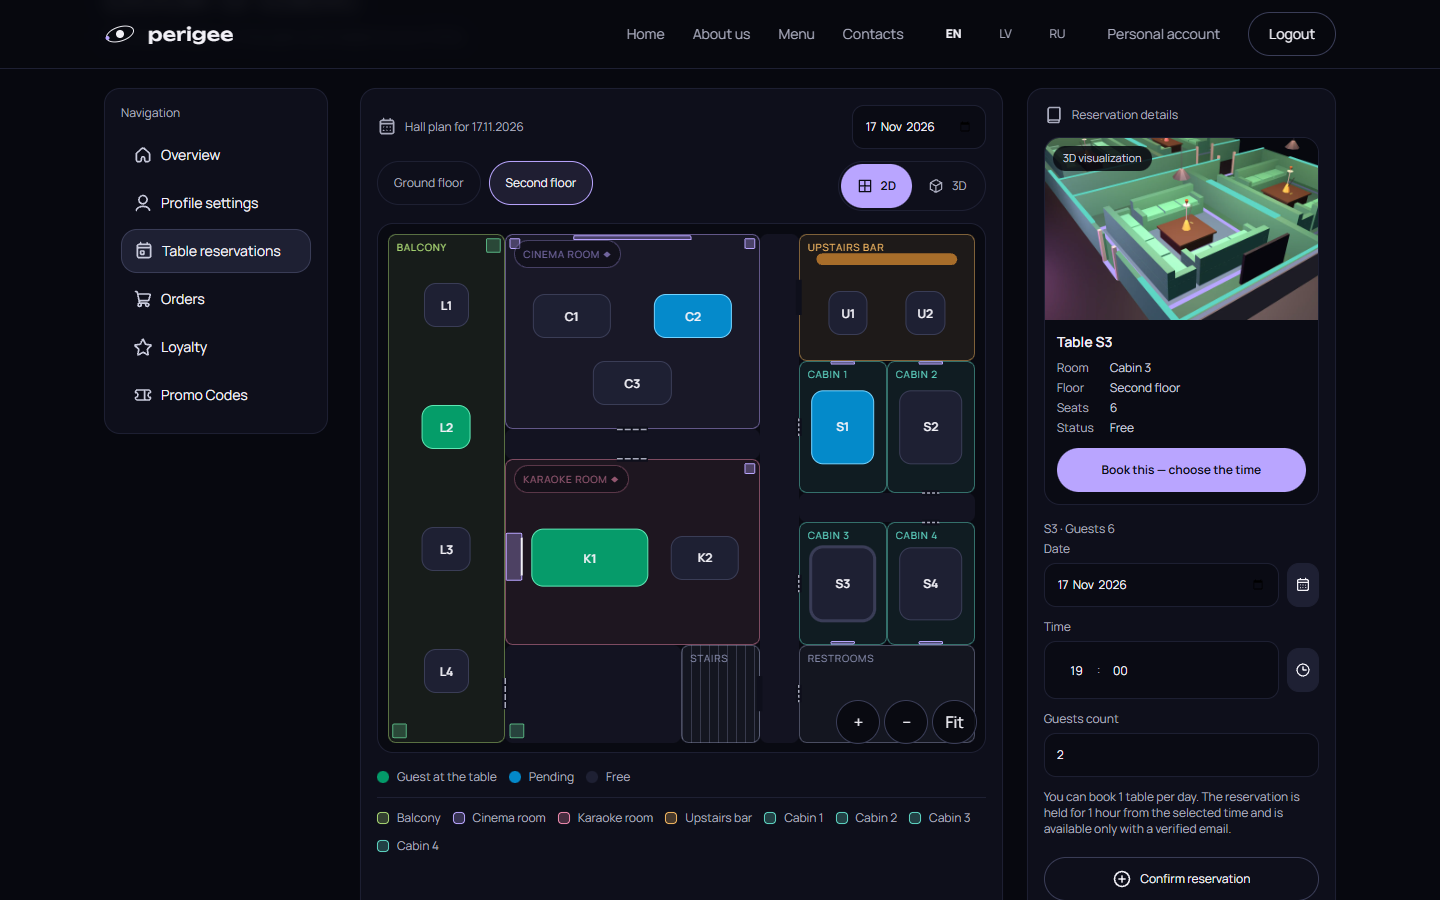 perigee
Home
About us
Menu
Contacts
EN
LV
RU
Personal account
Logout
Navigation
Overview
Profile settings
Table reservations
Orders
Loyalty
Promo Codes
Hall plan for 17.11.2026
17 Nov 2026
Ground floor
Second floor
2D
3D
BALCONY
CINEMA ROOM
UPSTAIRS BAR
L1
C1
C2
U1
U2
C3
CABIN 1
CABIN 2
L2
S1
S2
KARAOKE ROOM
CABIN 3
CABIN 4
L3
K1
K2
S3
S4
L4
STAIRS
RESTROOMS
+
−
Fit
Guest at the table
Pending
Free
Balcony
Cinema room
Karaoke room
Upstairs bar
Cabin 1
Cabin 2
Cabin 3
Cabin 4
Reservation details
3D visualization
Table S3
Room Cabin 3
Floor Second floor
Seats 6
Status Free
Book this — choose the time
S3 · Guests 6
Date
17 Nov 2026
Time
19 : 00
Guests count
2
You can book 1 table per day. The reservation is
held for 1 hour from the selected time and is
available only with a verified email.
Confirm reservation